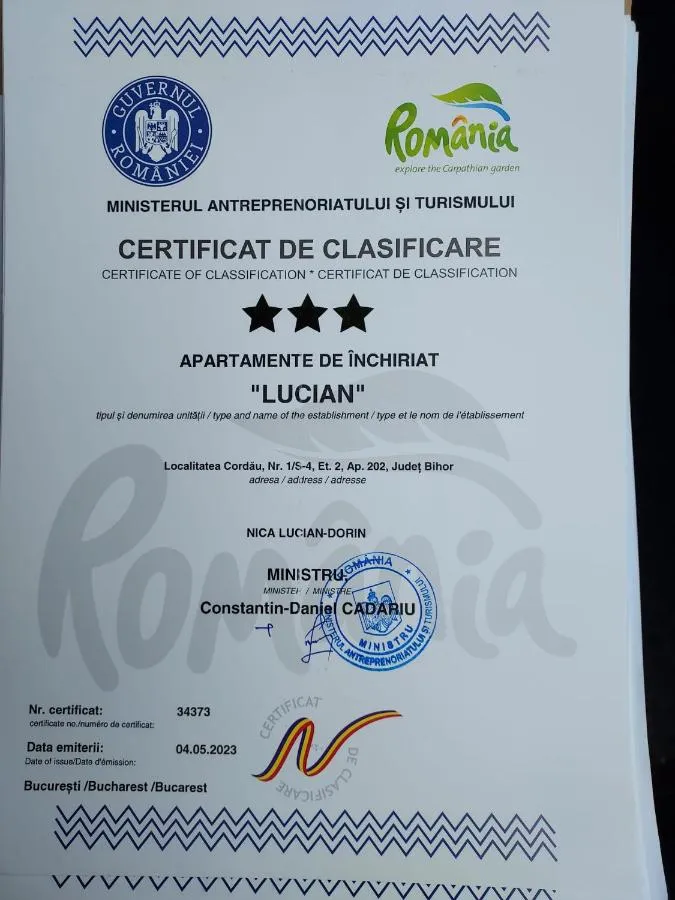 GUVERNUL
ROMÂNIEI
România
explore the Carpathian garden
MINISTERUL ANTREPRENORIATULUI ȘI TURISMULUI
CERTIFICAT DE CLASIFICARE
CERTIFICATE OF CLASSIFICATION * CERTIFICAT DE CLASSIFICATION
APARTAMENTE DE ÎNCHIRIAT
"LUCIAN"
tipul și denumirea unității / type and name of the establishment / type et le nom de l'établissement
Localitatea Cordău, Nr. 1/S-4, Et. 2, Ap. 202, Județ Bihor
adresa / address / adresse
NICA LUCIAN-DORIN
MINISTRU,
MINISTER / MINISTRE
Constantin-Daniel CADARIU
ROMÂNIA
MINISTRU
MINISTERUL ANTREPRENORIATULUI ȘI TURISMULUI
România
Nr. certificat: 34373
certificate no./numéro de certificat:
Data emiterii: 04.05.2023
Date of issue/Date d'émission:
București /Bucharest /Bucarest
CERTIFICAT
DE CLASIFICARE